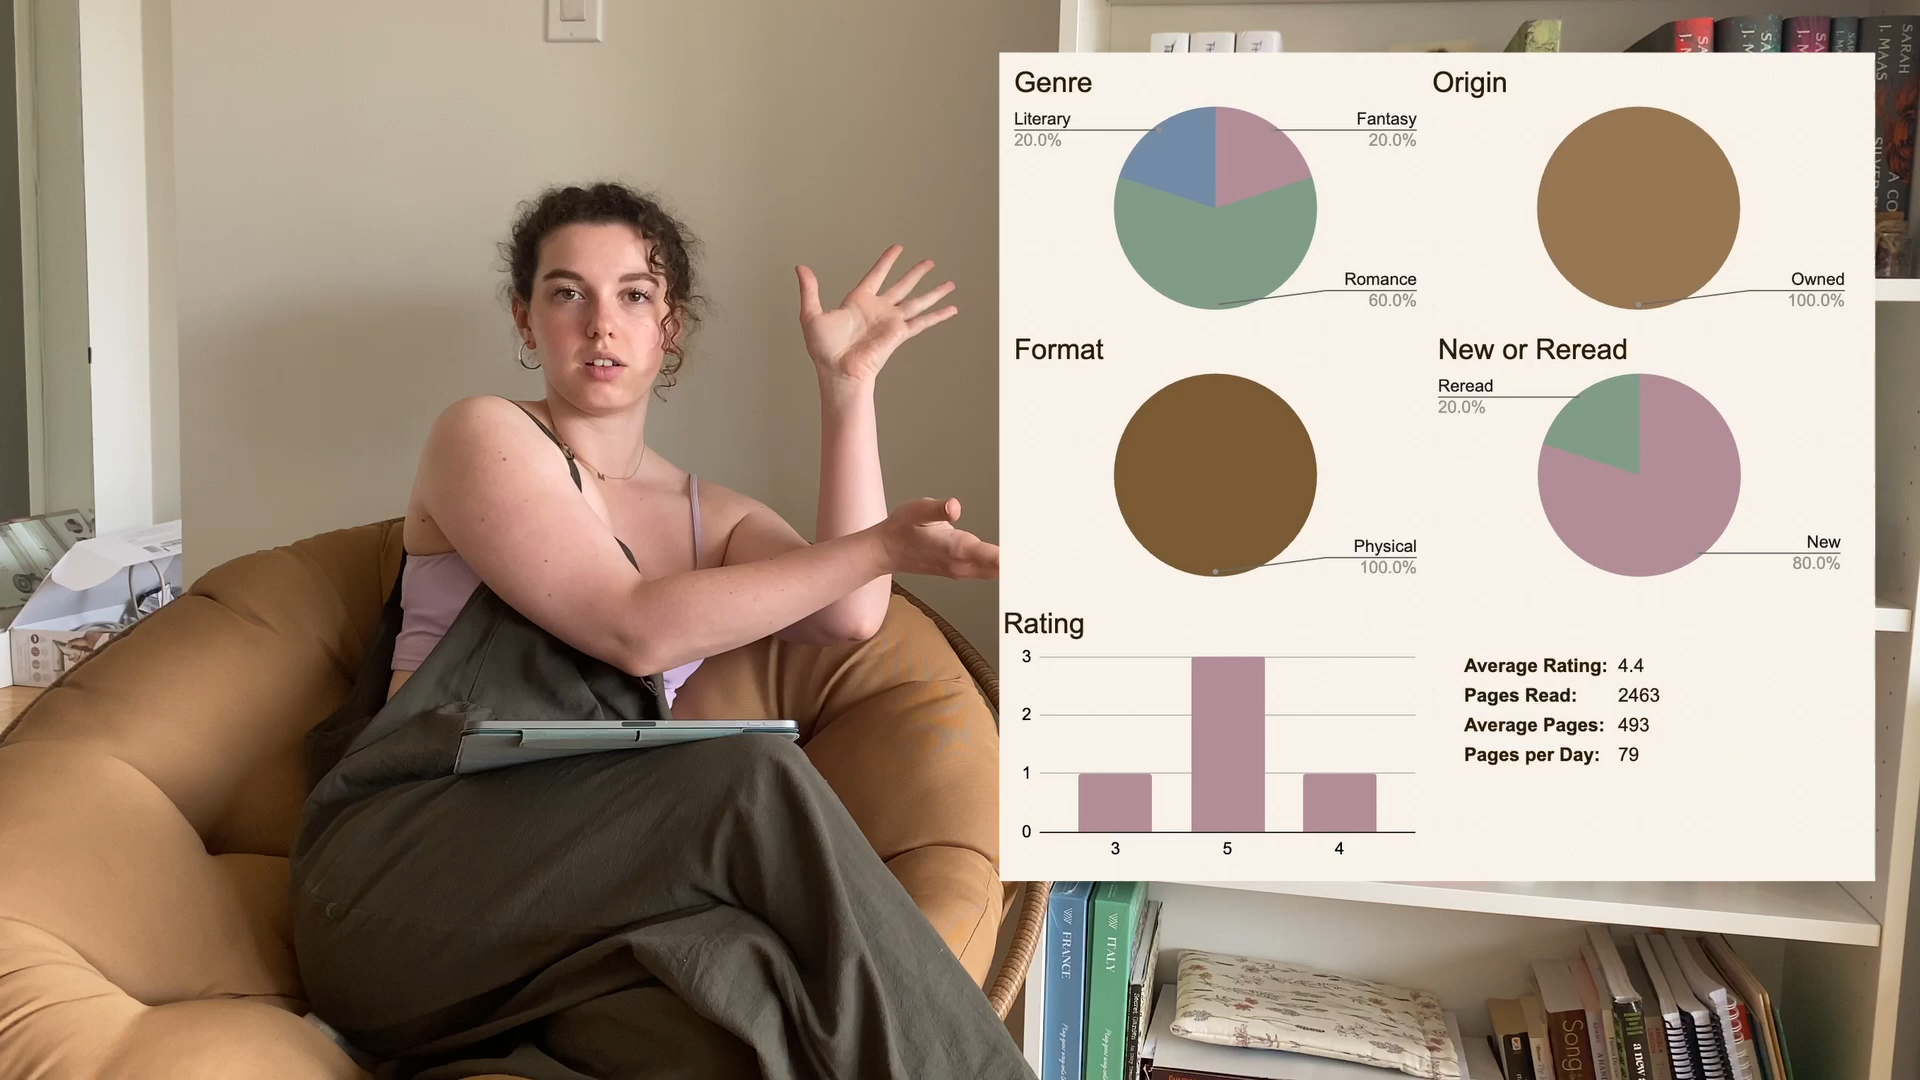 Genre
Literary
20.0%
Fantasy
20.0%
Romance
60.0%
Origin
Owned
100.0%
Format
Physical
100.0%
New or Reread
Reread
20.0%
New
80.0%
Rating
3
2
1
0
3
5
4
Average Rating: 4.4
Pages Read: 2463
Average Pages: 493
Pages per Day: 79
SARAH
J. MAAS
FRANCE
ITALY
Song
a new